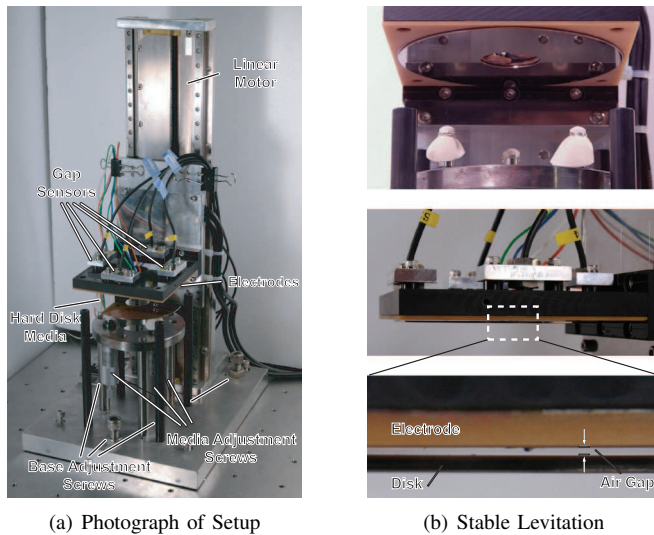 Linear
Motor
Gap
Sensors
Electrodes
Hard Disk
Media
Media Adjustment
Screws
Base Adjustment
Screws
(a) Photograph of Setup
S
4
Electrode
Air Gap
Disk
(b) Stable Levitation